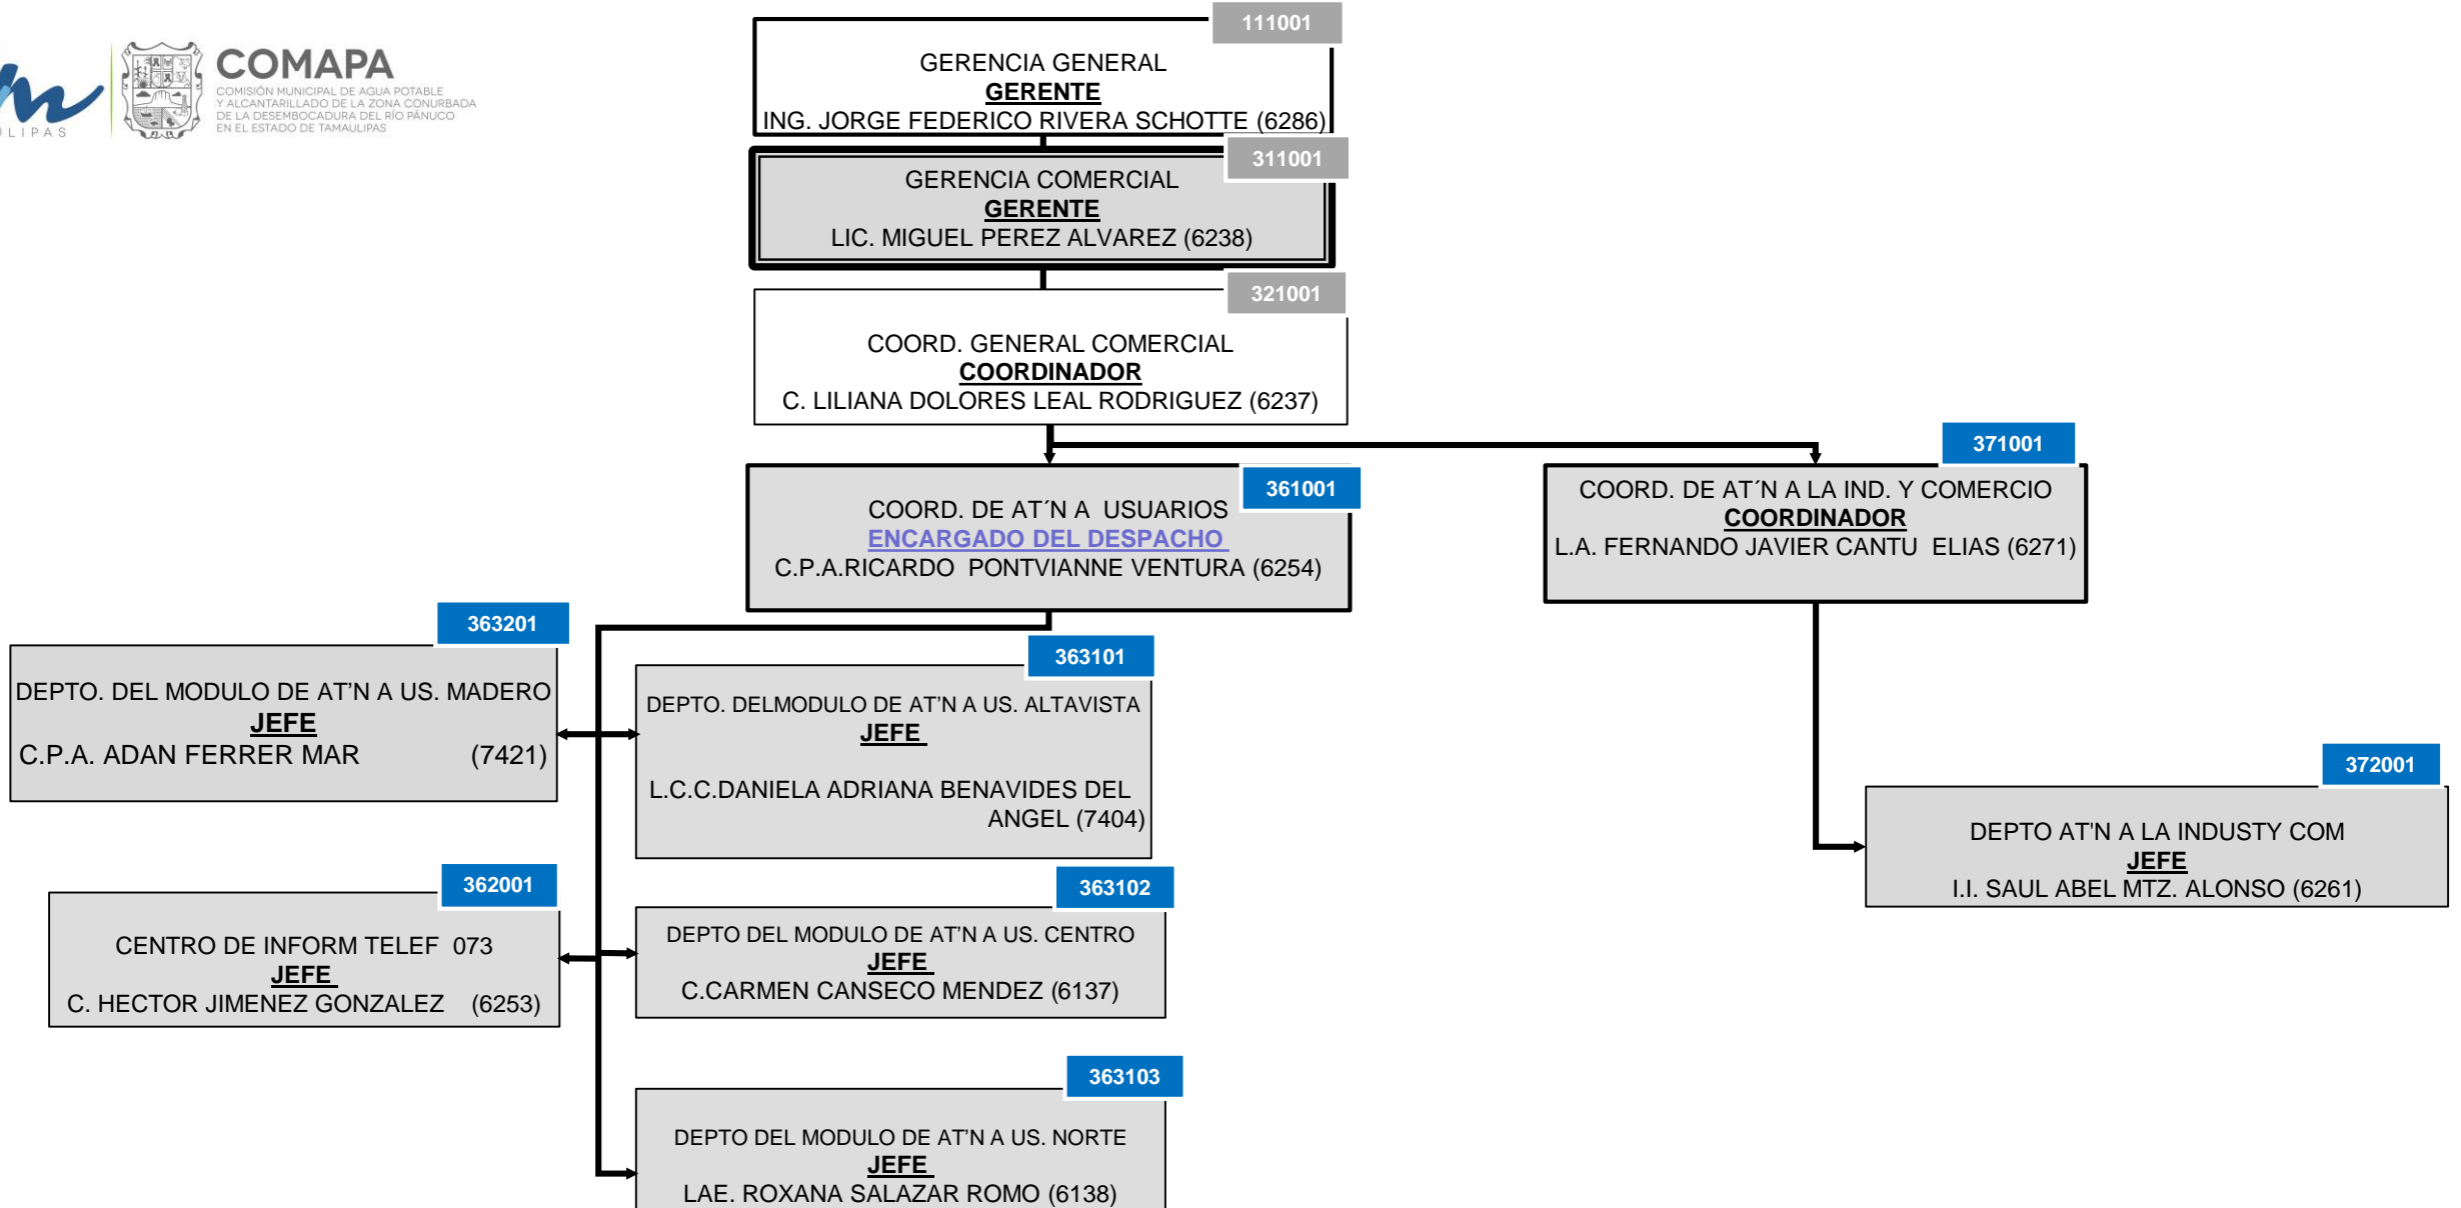 111001
GERENCIA GENERAL
GERENTE
ING. JORGE FEDERICO RIVERA SCHOTTE (6286)
COMAPA
COMISIÓN MUNICIPAL DE AGUA POTABLE
Y ALCANTARILLADO DE LA ZONA CONURBADA
DE LA DESEMBOCADURA DEL RÍO PÁNUCO
EN EL ESTADO DE TAMAULIPAS
311001
GERENCIA COMERCIAL
GERENTE
LIC. MIGUEL PEREZ ALVAREZ (6238)
321001
COORD. GENERAL COMERCIAL
COORDINADOR
C. LILIANA DOLORES LEAL RODRIGUEZ (6237)
361001
COORD. DE AT´N A USUARIOS
ENCARGADO DEL DESPACHO
C.P.A.RICARDO PONTVIANNE VENTURA (6254)
371001
COORD. DE AT´N A LA IND. Y COMERCIO
COORDINADOR
L.A. FERNANDO JAVIER CANTU ELIAS (6271)
363201
DEPTO. DEL MODULO DE AT’N A US. MADERO
JEFE
C.P.A. ADAN FERRER MAR (7421)
363101
DEPTO. DELMODULO DE AT’N A US. ALTAVISTA
JEFE
L.C.C.DANIELA ADRIANA BENAVIDES DEL
ANGEL (7404)
372001
DEPTO AT'N A LA INDUSTY COM
JEFE
I.I. SAUL ABEL MTZ. ALONSO (6261)
362001
CENTRO DE INFORM TELEF 073
JEFE
C. HECTOR JIMENEZ GONZALEZ (6253)
363102
DEPTO DEL MODULO DE AT’N A US. CENTRO
JEFE
C.CARMEN CANSECO MENDEZ (6137)
363103
DEPTO DEL MODULO DE AT’N A US. NORTE
JEFE
LAE. ROXANA SALAZAR ROMO (6138)